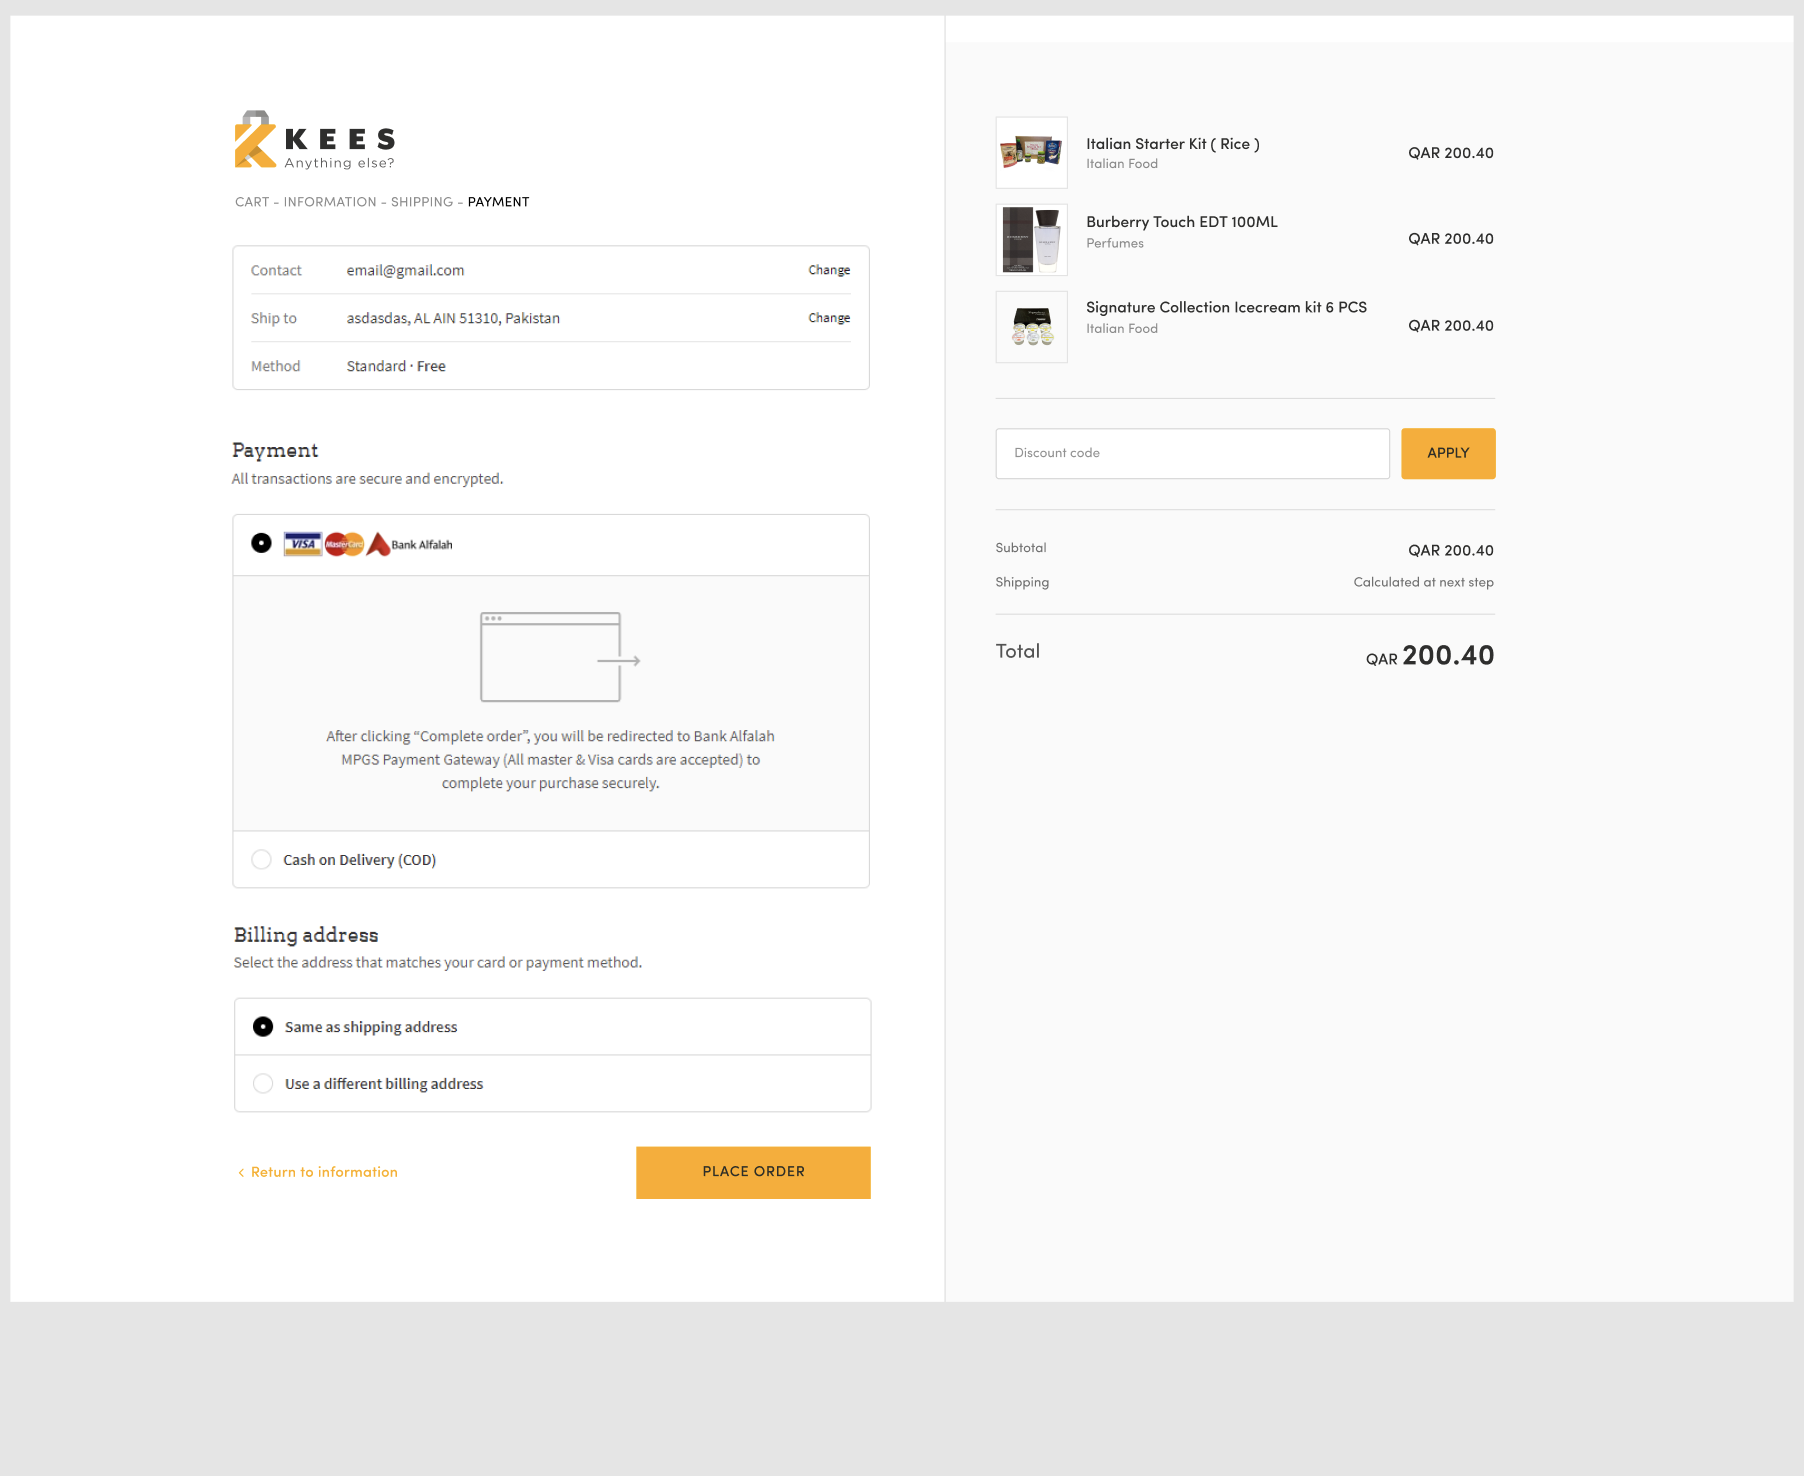 KEES
Anything else?
CART - INFORMATION - SHIPPING - PAYMENT
Contact email@gmail.com Change
Ship to asdasdas, AL AIN 51310, Pakistan Change
Method Standard · Free
Payment
All transactions are secure and encrypted.
VISA MasterCard Bank Alfalah
After clicking “Complete order”, you will be redirected to Bank Alfalah
MPGS Payment Gateway (All master & Visa cards are accepted) to
complete your purchase securely.
Cash on Delivery (COD)
Billing address
Select the address that matches your card or payment method.
Same as shipping address
Use a different billing address
< Return to information
PLACE ORDER
Italian Starter Kit ( Rice )
Italian Food
QAR 200.40
Burberry Touch EDT 100ML
Perfumes
QAR 200.40
Signature Collection Icecream kit 6 PCS
Italian Food
QAR 200.40
Discount code
APPLY
Subtotal QAR 200.40
Shipping Calculated at next step
Total QAR 200.40